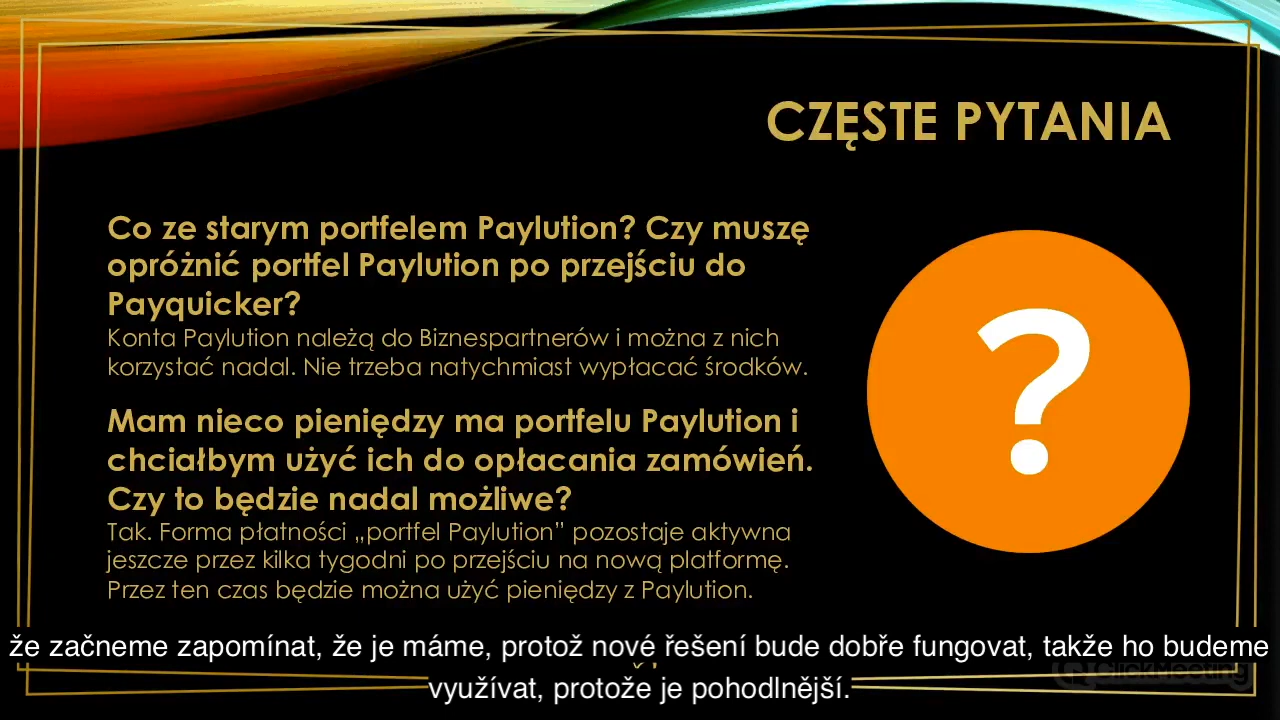 CZĘSTE PYTANIA
Co ze starym portfelem Paylution? Czy muszę
opróżnić portfel Paylution po przejściu do
Payquicker?
Konta Paylution należą do Biznespartnerów i można z nich
korzystać nadal. Nie trzeba natychmiast wypłacać środków.
Mam nieco pieniędzy ma portfelu Paylution i
chciałbym użyć ich do opłacania zamówień.
Czy to będzie nadal możliwe?
Tak. Forma płatności „portfel Paylution” pozostaje aktywna
jeszcze przez kilka tygodni po przejściu na nową platformę.
Przez ten czas będzie można użyć pieniędzy z Paylution.
?
že začneme zapomínat, že je máme, protož nové řešení bude dobře fungovat, takže ho budeme
ClickMeeting
využívat, protože je pohodlnější.